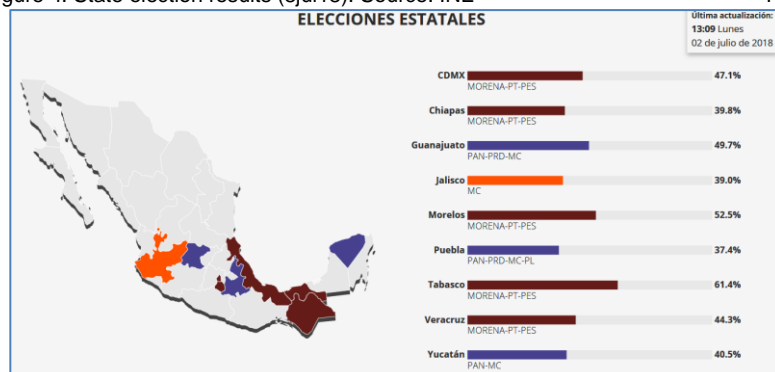 ELECCIONES ESTATALES
Última actualización:
13:09 Lunes
02 de julio de 2018
CDMX 47.1%
MORENA-PT-PES
Chiapas 39.8%
MORENA-PT-PES
Guanajuato 49.7%
PAN-PRD-MC
Jalisco 39.0%
MC
Morelos 52.5%
MORENA-PT-PES
Puebla 37.4%
PAN-PRD-MC-PL
Tabasco 61.4%
MORENA-PT-PES
Veracruz 44.3%
MORENA-PT-PES
Yucatán 40.5%
PAN-MC